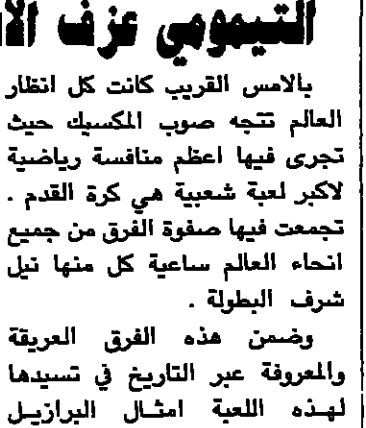 التيمومي عزف
بالامس القريب كانت كل انظار
العالم تتجه صوب المكسيك حيث
تجرى فيها اعظم منافسة رياضية
لاكبر لعبة شعبية هي كرة القدم .
تجمعت فيها صفوة الفرق من جميع
انحاء العالم ساعية كل منها نيل
شرف البطولة .
وضمن هذه الفرق العريقة
والمعروفة عبر التاريخ في تسيدها
لهذه اللعبة امثال البرازيل